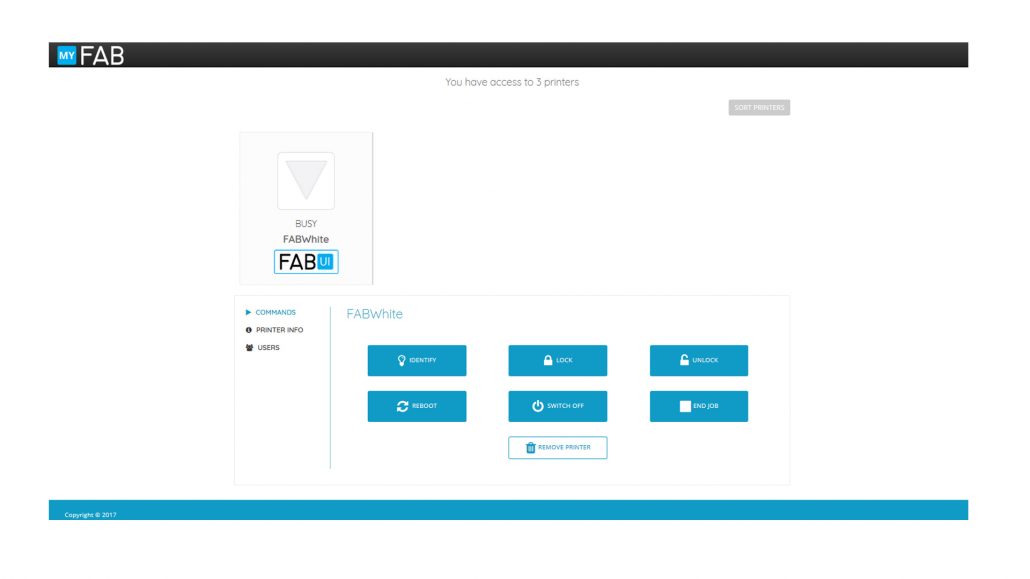 MY FAB
You have access to 3 printers
SORT PRINTERS
BUSY
FABWhite
FAB UI
COMMANDS
PRINTER INFO
USERS
FABWhite
IDENTIFY
LOCK
UNLOCK
REBOOT
SWITCH OFF
END JOB
REMOVE PRINTER
Copyright © 2017